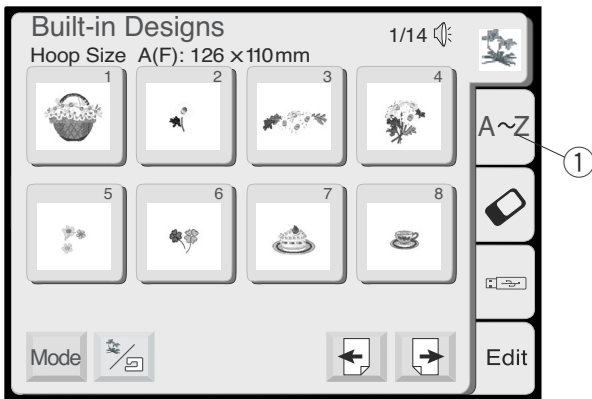 Built-in Designs
1/14
Hoop Size A(F): 126 ×110mm
1 2 3 4
A~Z
1
5 6 7 8
Mode
Edit